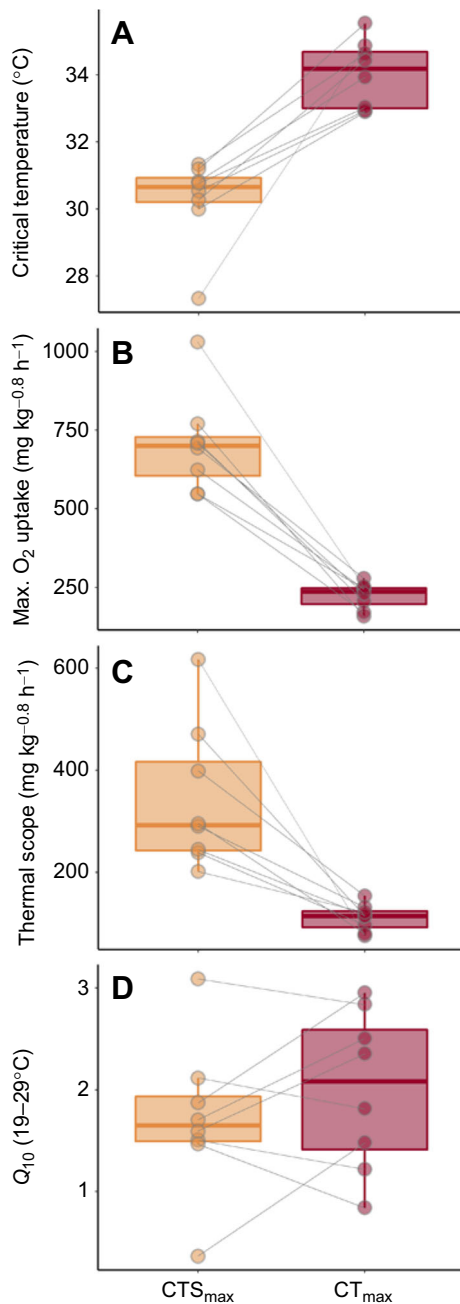 A
Critical temperature (°C)
34
32
30
28
B
Max. O₂ uptake (mg kg⁻⁰·⁸ h⁻¹)
1000
750
500
250
C
Thermal scope (mg kg⁻⁰·⁸ h⁻¹)
600
400
200
D
Q₁₀ (19–29°C)
3
2
1
CTSₘₐₓ CTₘₐₓ